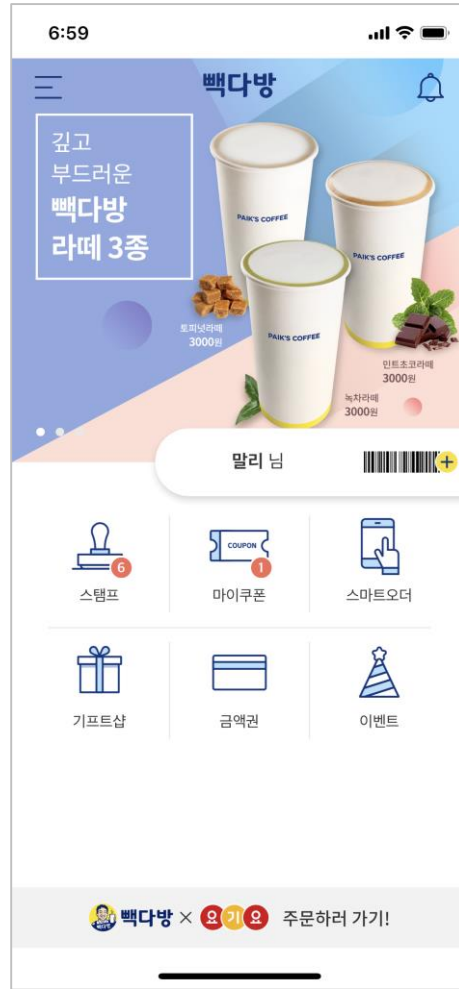 6:59
빽다방
깊고
부드러운
빽다방
라떼 3종
PAIK'S COFFEE
PAIK'S COFFEE
PAIK'S COFFEE
토피넛라떼
3000원
민트초코라떼
3000원
녹차라떼
3000원
말리 님
COUPON
6
1
스탬프
마이쿠폰
스마트오더
기프트샵
금액권
이벤트
빽다방 × 요기요 주문하러 가기!